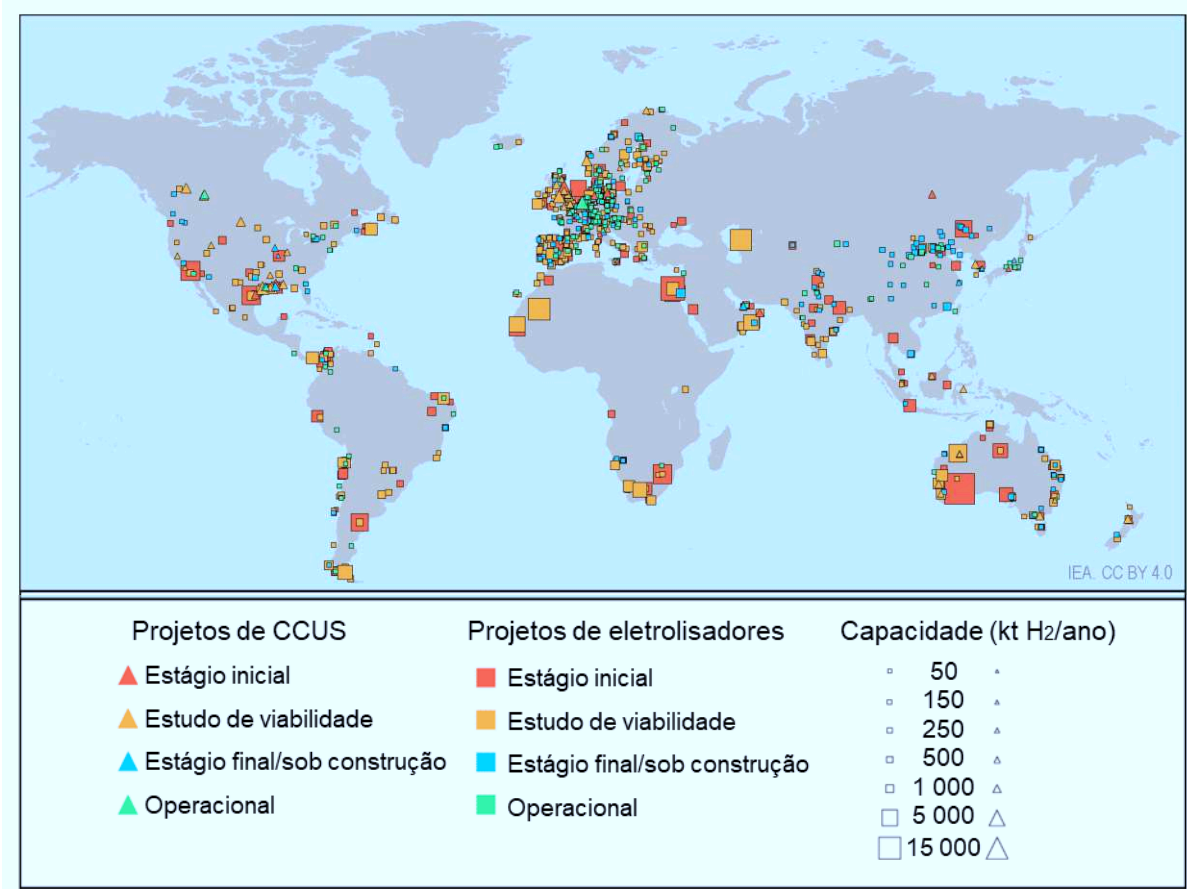 IEA. CC BY 4.0
Projetos de CCUS
Estágio inicial
Estudo de viabilidade
Estágio final/sob construção
Operacional
Projetos de eletrolisadores
Estágio inicial
Estudo de viabilidade
Estágio final/sob construção
Operacional
Capacidade (kt H2/ano)
50
150
250
500
1 000
5 000
15 000